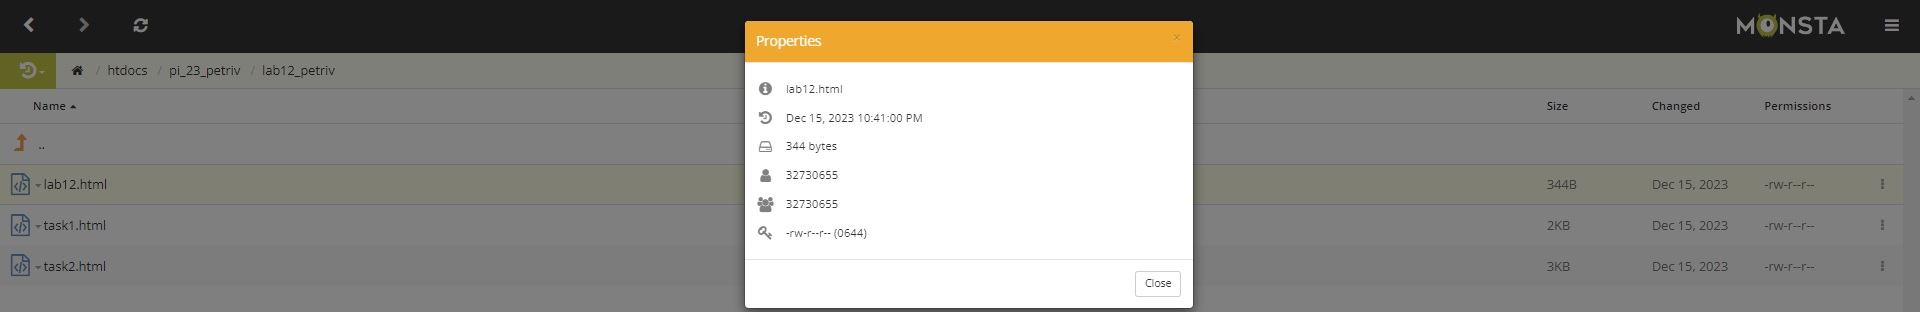 MONSTA
Properties
×
/ htdocs / pi_23_petriv / lab12_petriv
Name
Size
Changed
Permissions
..
lab12.html
344B
Dec 15, 2023
-rw-r--r--
task1.html
2KB
Dec 15, 2023
-rw-r--r--
task2.html
3KB
Dec 15, 2023
-rw-r--r--
lab12.html
Dec 15, 2023 10:41:00 PM
344 bytes
32730655
32730655
-rw-r--r-- (0644)
Close